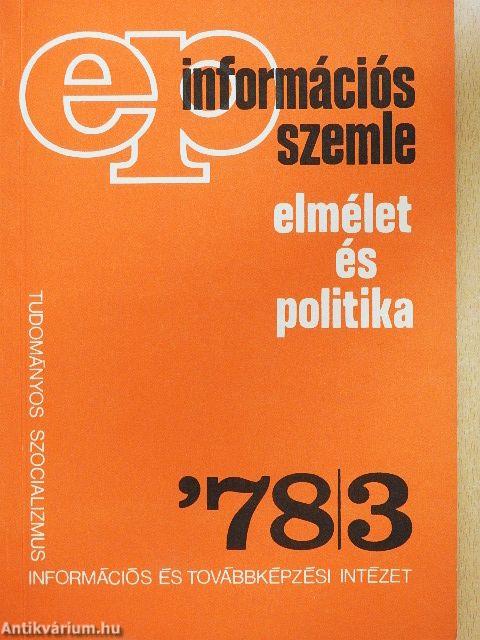 ep
információs
szemle
elmélet
és
politika
TUDOMÁNYOS SZOCIALIZMUS
'78/3
INFORMÁCIÓS ÉS TOVÁBBKÉPZÉSI INTÉZET
Antikvárium.hu